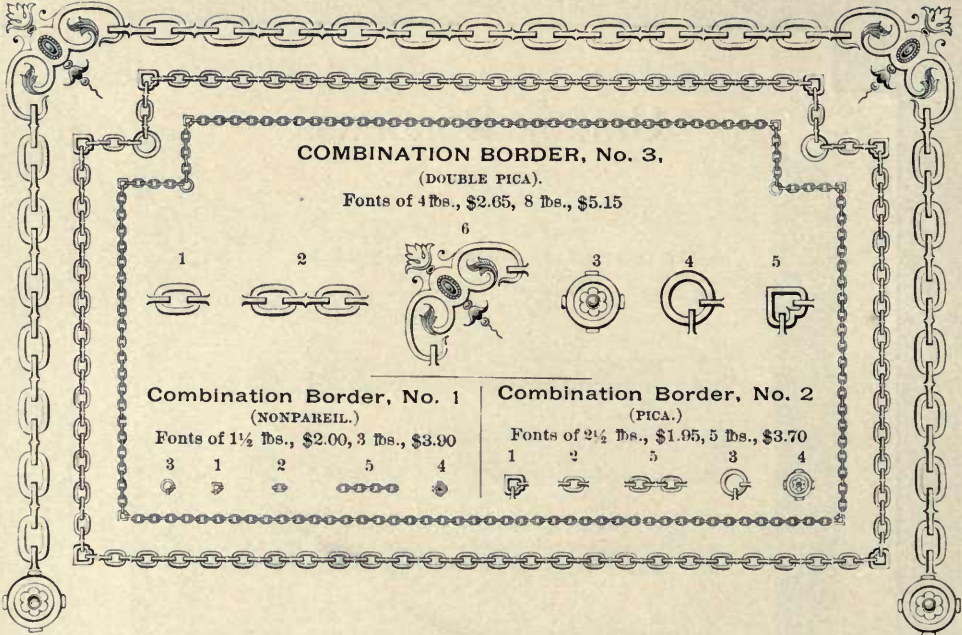 COMBINATION BORDER, No. 3,
(DOUBLE PICA).
Fonts of 4 lbs., $2.65, 8 lbs., $5.15
6
1 2 3 4 5
Combination Border, No. 1
(NONPAREIL.)
Fonts of 1½ lbs., $2.00, 3 lbs., $3.90
3 1 2 5 4
Combination Border, No. 2
(PICA.)
Fonts of 2½ lbs., $1.95, 5 lbs., $3.70
1 2 5 3 4